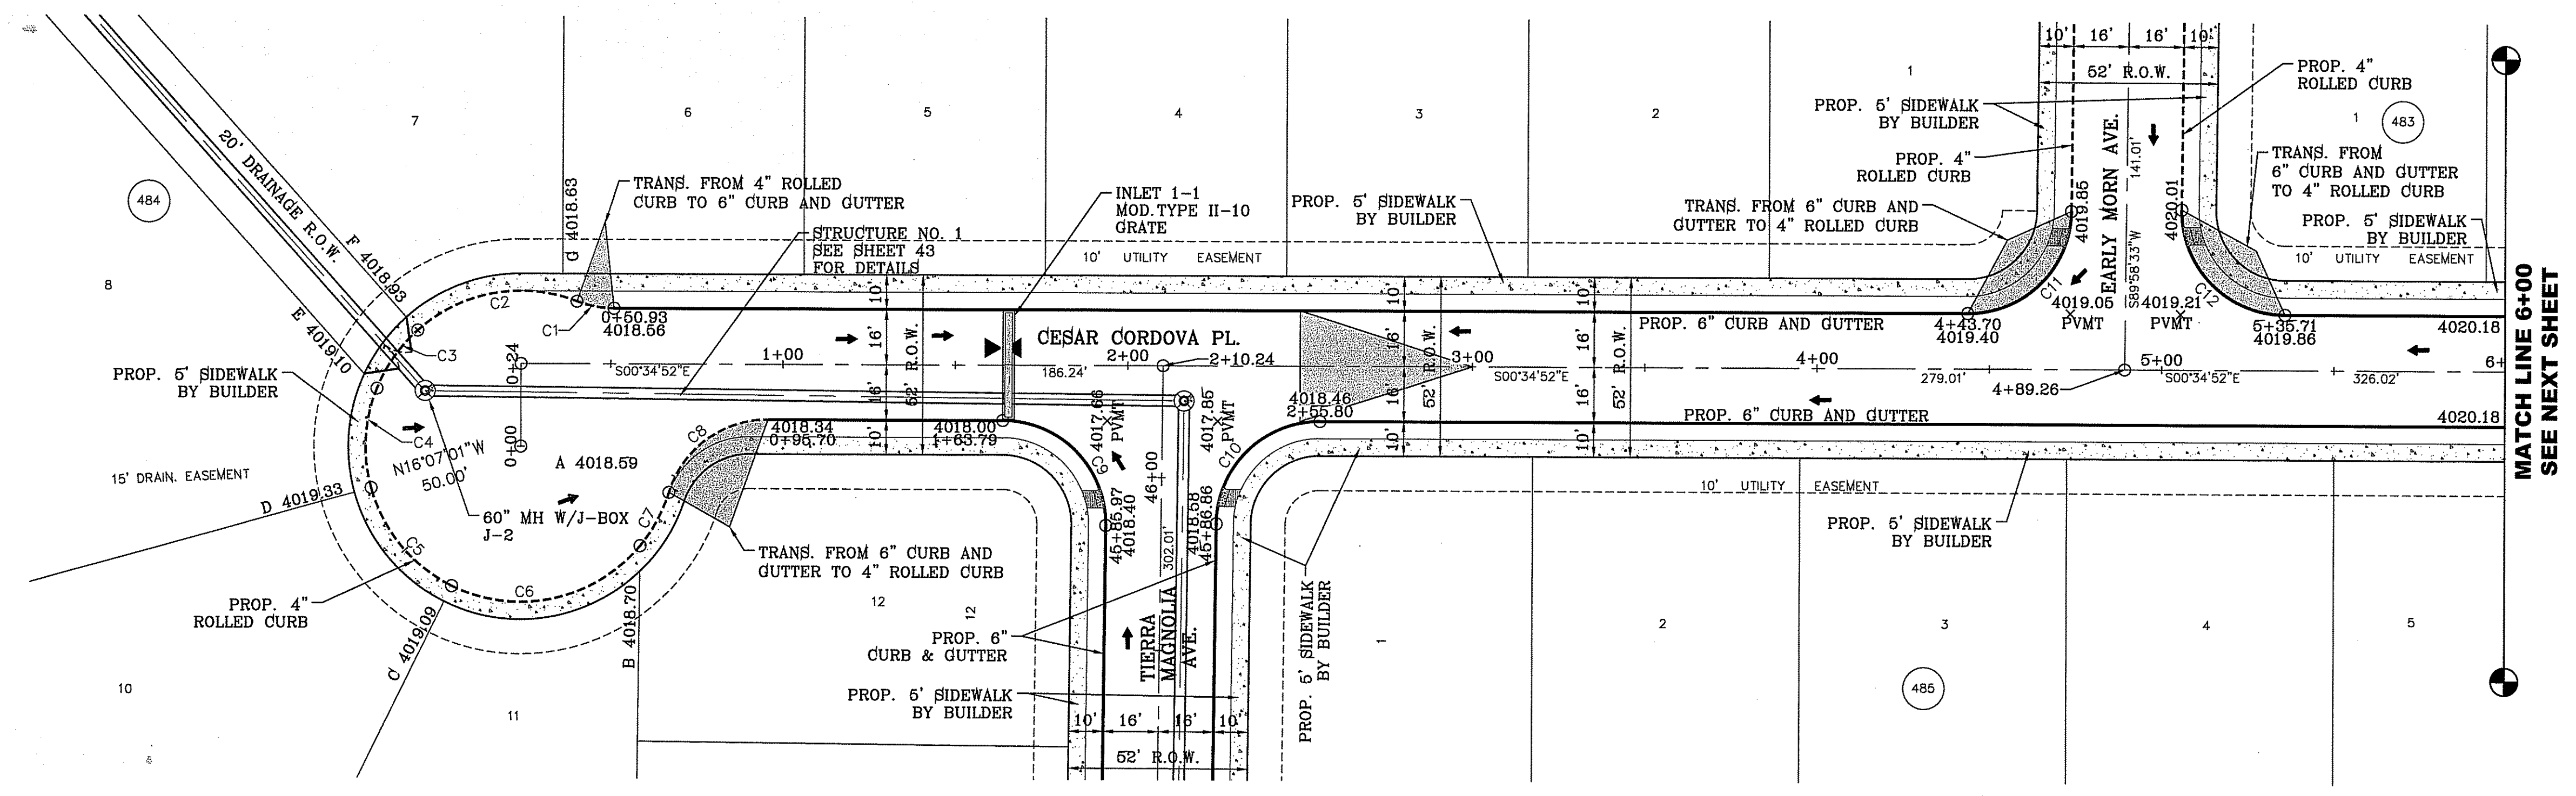 10' 16' 16' 10'
52' R.O.W.
PROP. 4"
ROLLED CURB
1
483
1
PROP. 5' SIDEWALK
BY BUILDER
PROP. 4"
ROLLED CURB
EARLY MORN AVE.
141.01'
S89°58'33"W
TRANS. FROM
6" CURB AND GUTTER
TO 4" ROLLED CURB
PROP. 5' SIDEWALK
BY BUILDER
10' UTILITY EASEMENT
7
6
5
4
3
2
8
484
20' DRAINAGE R.O.W.
F 4018.93
E 4019.10
G 4018.63
TRANS. FROM 4" ROLLED
CURB TO 6" CURB AND GUTTER
STRUCTURE NO. 1
SEE SHEET 43
FOR DETAILS
INLET 1-1
MOD.TYPE II-10
GRATE
PROP. 5' SIDEWALK
BY BUILDER
10' UTILITY EASEMENT
TRANS. FROM 6" CURB AND
GUTTER TO 4" ROLLED CURB
4019.85
4020.01
C11
C12
4019.05
PVMT
4019.21
PVMT
4+43.70
4019.40
5+35.71
4019.86
4020.18
C2
C1
0+50.93
4018.56
C3
PROP. 6" CURB AND GUTTER
CESAR CORDOVA PL.
0+24
0+00
1+00
2+00
2+10.24
3+00
4+00
5+00
6+
S00°34'52"E
186.24'
S00°34'52"E
279.01'
4+89.26
S00°34'52"E
326.02'
10'
16'
16'
10'
52' R.O.W.
10'
16'
16'
10'
52' R.O.W.
10'
16'
16'
10'
52' R.O.W.
PROP. 5' SIDEWALK
BY BUILDER
C4
N16°07'01"W
50.00'
A 4018.59
60" MH W/J-BOX
J-2
15' DRAIN. EASEMENT
D 4019.33
C5
C6
C7
C8
4018.34
0+95.70
4018.00
1+63.79
4017.66
PVMT
4017.85
PVMT
4018.46
2+55.80
C9
C10
PROP. 6" CURB AND GUTTER
4020.18
46+00
45+85.97
4018.40
4018.58
45+86.86
302.01'
TRANS. FROM 6" CURB AND
GUTTER TO 4" ROLLED CURB
PROP. 4"
ROLLED CURB
C 4019.09
B 4018.70
12
12
PROP. 6"
CURB & GUTTER
TIERRA
MAGNOLIA
AVE.
PROP. 5' SIDEWALK
BY BUILDER
PROP. 5' SIDEWALK
BY BUILDER
10' 16' 16' 10'
52' R.O.W.
10' UTILITY EASEMENT
PROP. 5' SIDEWALK
BY BUILDER
10
11
1
2
3
4
5
485
MATCH LINE 6+00
SEE NEXT SHEET